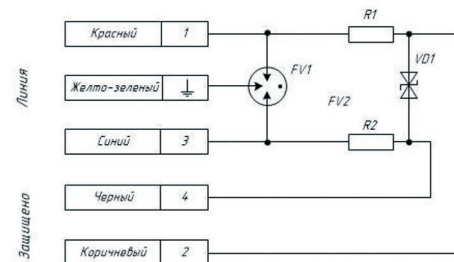 Красный 1
R1
VD1
Желто-зеленый
FV1
FV2
Линия
Синий 3
R2
Черный 4
Защищено
Коричневый 2